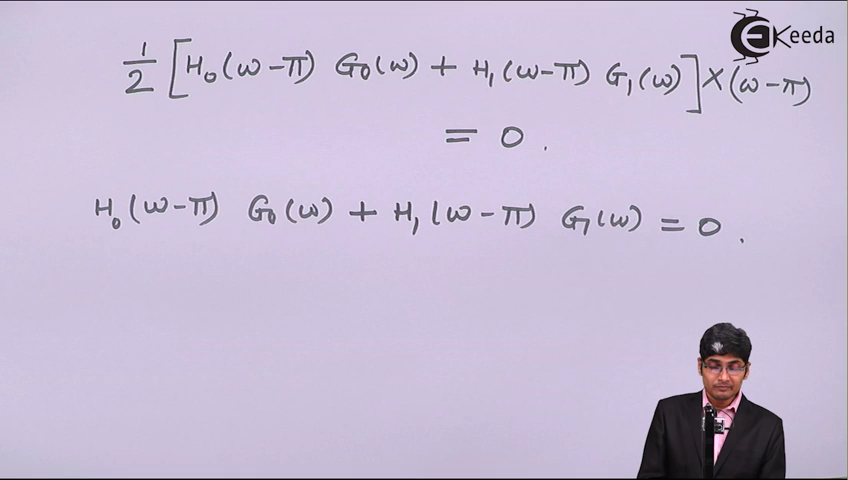 Ekeeda
1/2 [H₀(ω-π) G₀(ω) + H₁(ω-π) G₁(ω)] X(ω-π)
= 0.
H₀(ω-π) G₀(ω) + H₁(ω-π) G₁(ω) = 0.